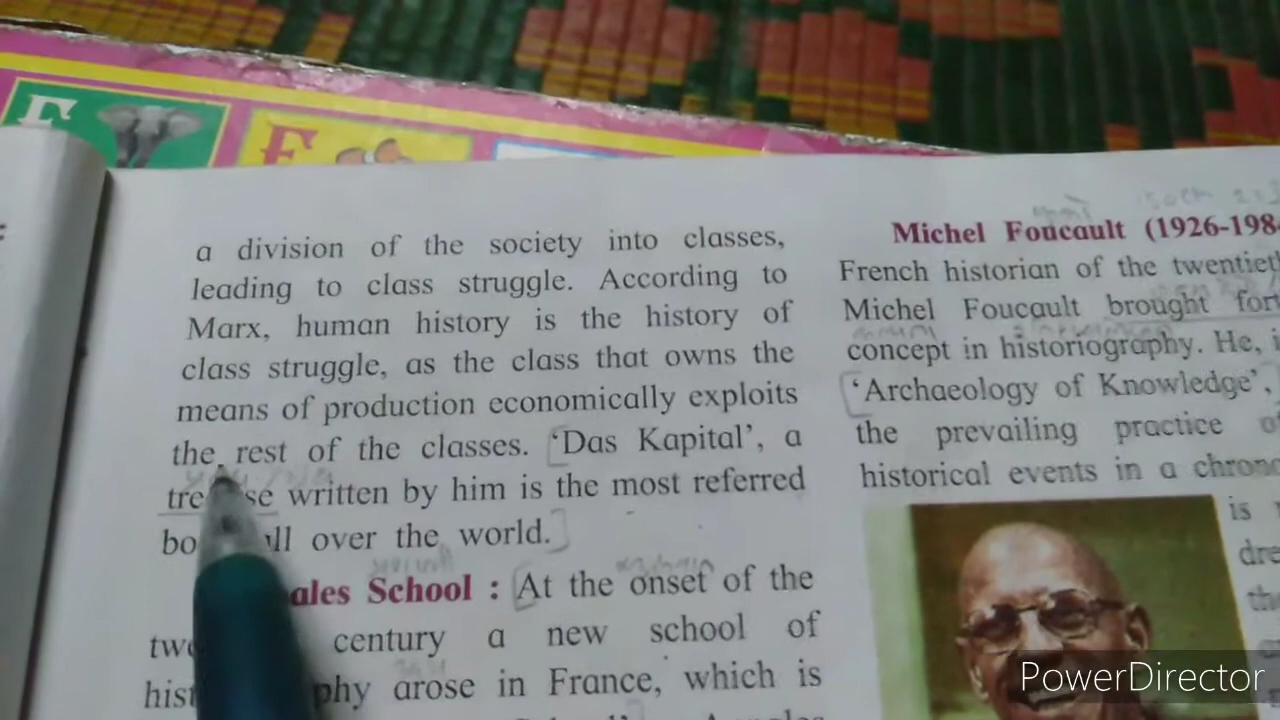 E
F
a division of the society into classes,
leading to class struggle. According to
Marx, human history is the history of
class struggle, as the class that owns the
means of production economically exploits
the rest of the classes. 'Das Kapital', a
written by him is the most referred
over the world.
School : At the onset of the
century a new school of
arose in France, which is
Michel Foucault (1926-198
French historian of the
Michel Foucault brought
concept in historiography. He,
'Archaeology of Knowledge',
the prevailing practice
historical events in a
is
PowerDirector